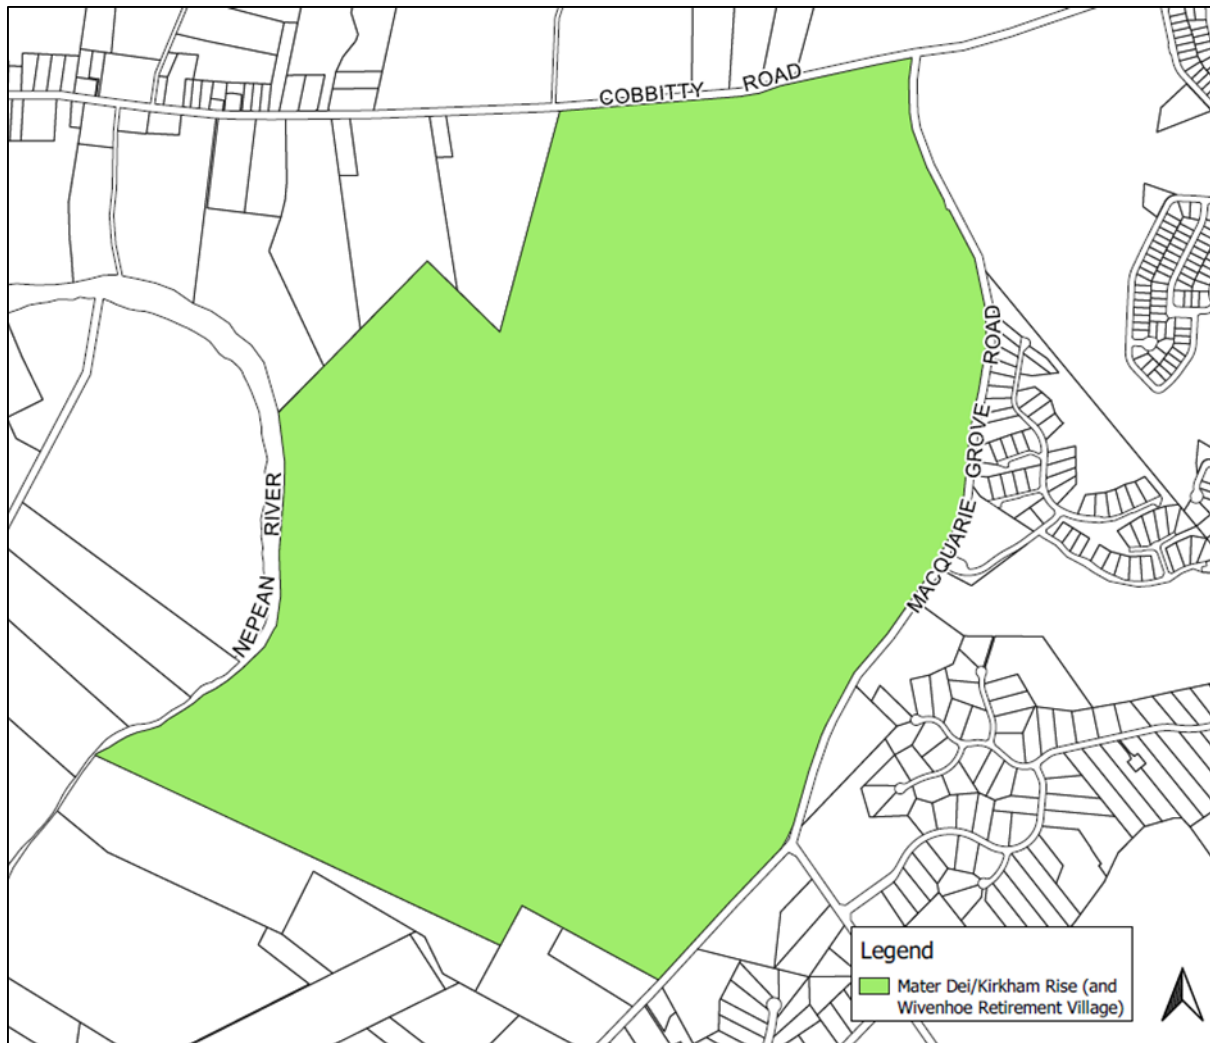 COBBITTY ROAD
MACQUARIE GROVE ROAD
NEPEAN RIVER
Legend
Mater Dei/Kirkham Rise (and
Wivenhoe Retirement Village)